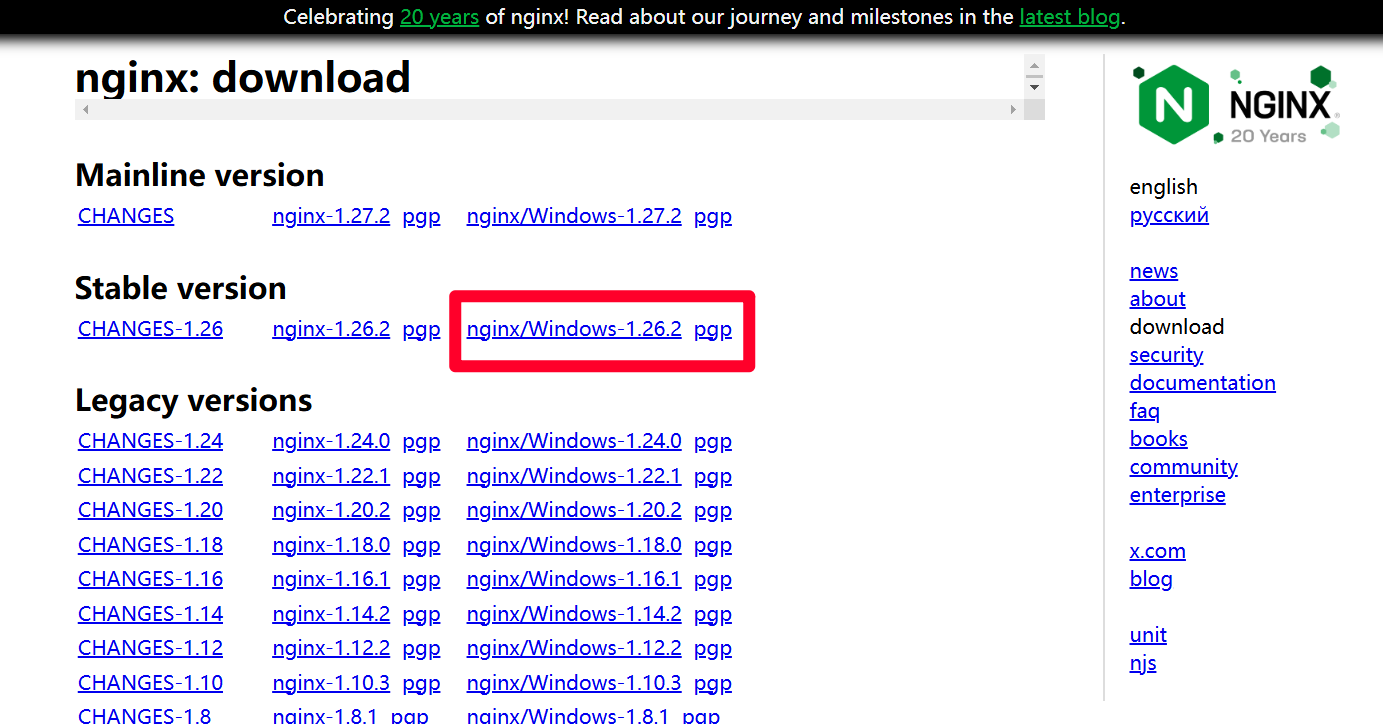 Celebrating 20 years of nginx! Read about our journey and milestones in the latest blog.
nginx: download
Mainline version
CHANGES nginx-1.27.2 pgp nginx/Windows-1.27.2 pgp
Stable version
CHANGES-1.26 nginx-1.26.2 pgp nginx/Windows-1.26.2 pgp
Legacy versions
CHANGES-1.24 nginx-1.24.0 pgp nginx/Windows-1.24.0 pgp
CHANGES-1.22 nginx-1.22.1 pgp nginx/Windows-1.22.1 pgp
CHANGES-1.20 nginx-1.20.2 pgp nginx/Windows-1.20.2 pgp
CHANGES-1.18 nginx-1.18.0 pgp nginx/Windows-1.18.0 pgp
CHANGES-1.16 nginx-1.16.1 pgp nginx/Windows-1.16.1 pgp
CHANGES-1.14 nginx-1.14.2 pgp nginx/Windows-1.14.2 pgp
CHANGES-1.12 nginx-1.12.2 pgp nginx/Windows-1.12.2 pgp
CHANGES-1.10 nginx-1.10.3 pgp nginx/Windows-1.10.3 pgp
CHANGES-1.8 nginx-1.8.1 pgp nginx/Windows-1.8.1 pgp
N NGINX®
20 Years
english
русский
news
about
download
security
documentation
faq
books
community
enterprise
x.com
blog
unit
njs